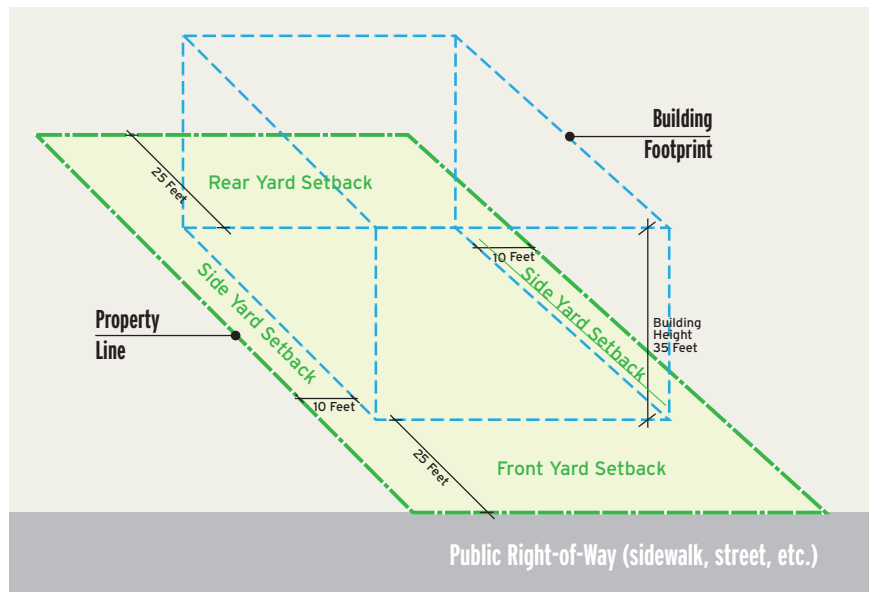 Building
Footprint
25 Feet
Rear Yard Setback
10 Feet
Side Yard Setback
Side Yard Setback
Property
Line
Building
Height
35 Feet
10 Feet
25 Feet
Front Yard Setback
Public Right-of-Way (sidewalk, street, etc.)